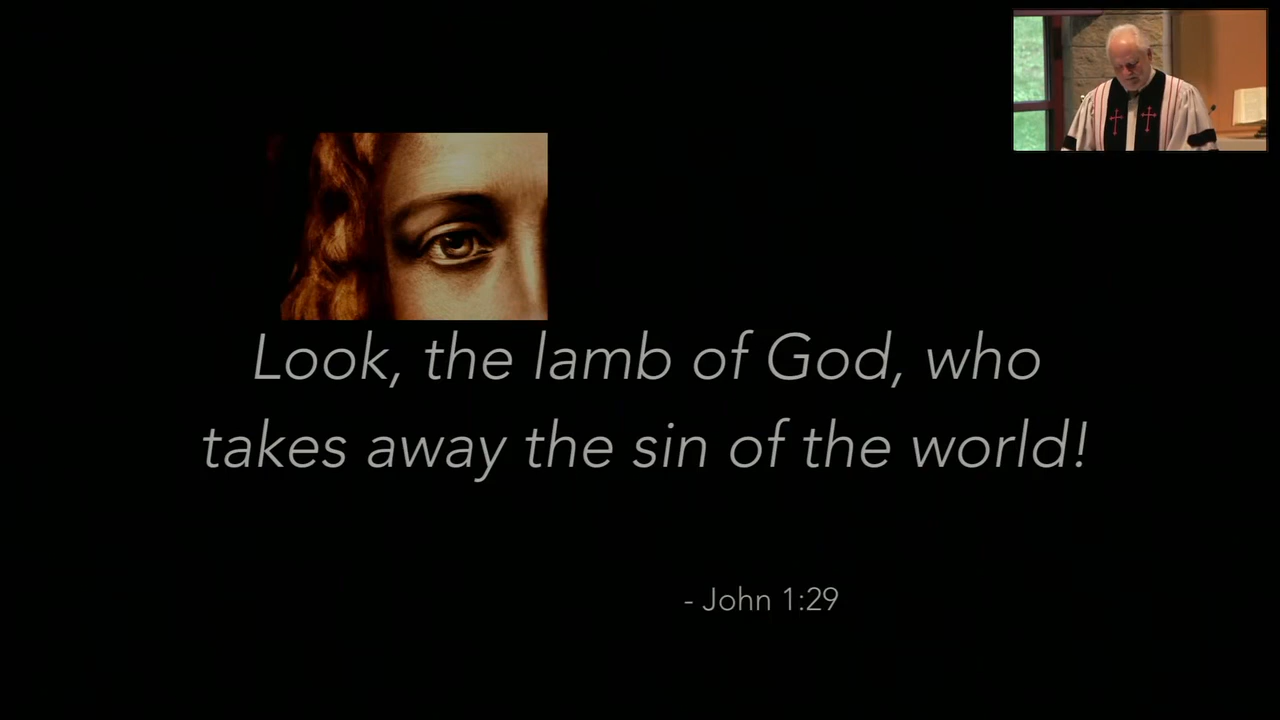 Look, the lamb of God, who
takes away the sin of the world!
- John 1:29